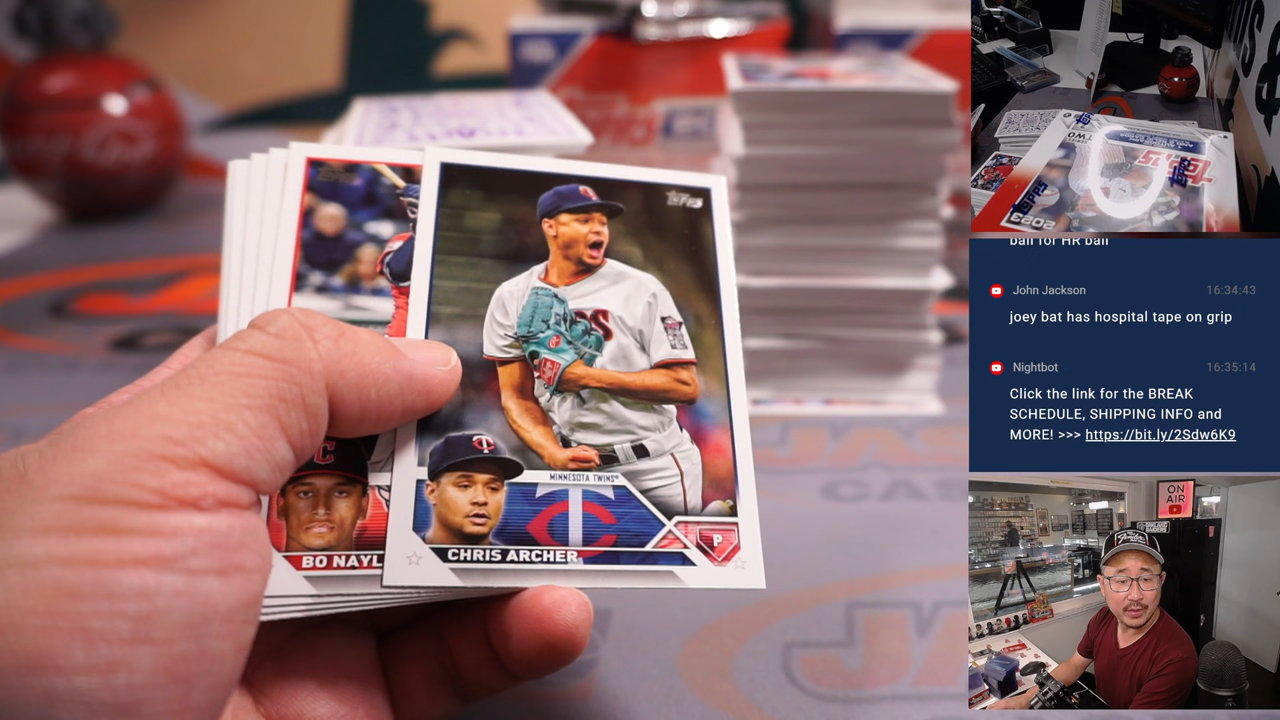 Topps
MINNESOTA TWINS
CHRIS ARCHER
P
BO NAYL
TOPPS
2023
TWO
ball for HR ball
John Jackson 16:34:43
joey bat has hospital tape on grip
Nightbot 16:35:14
Click the link for the BREAK
SCHEDULE, SHIPPING INFO and
MORE! >>> https://bit.ly/2Sdw6K9
ON
AIR